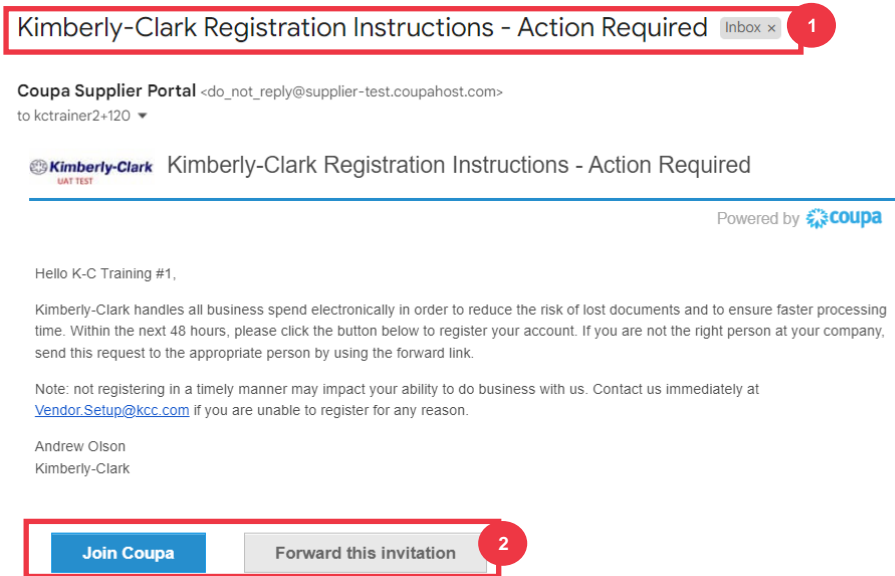 Kimberly-Clark Registration Instructions - Action Required Inbox × 1
Coupa Supplier Portal <do_not_reply@supplier-test.coupahost.com>
to kctrainer2+120
Kimberly-Clark Kimberly-Clark Registration Instructions - Action Required
UAT TEST
Powered by coupa
Hello K-C Training #1,
Kimberly-Clark handles all business spend electronically in order to reduce the risk of lost documents and to ensure faster processing
time. Within the next 48 hours, please click the button below to register your account. If you are not the right person at your company,
send this request to the appropriate person by using the forward link.
Note: not registering in a timely manner may impact your ability to do business with us. Contact us immediately at
Vendor.Setup@kcc.com if you are unable to register for any reason.
Andrew Olson
Kimberly-Clark
Join Coupa Forward this invitation 2